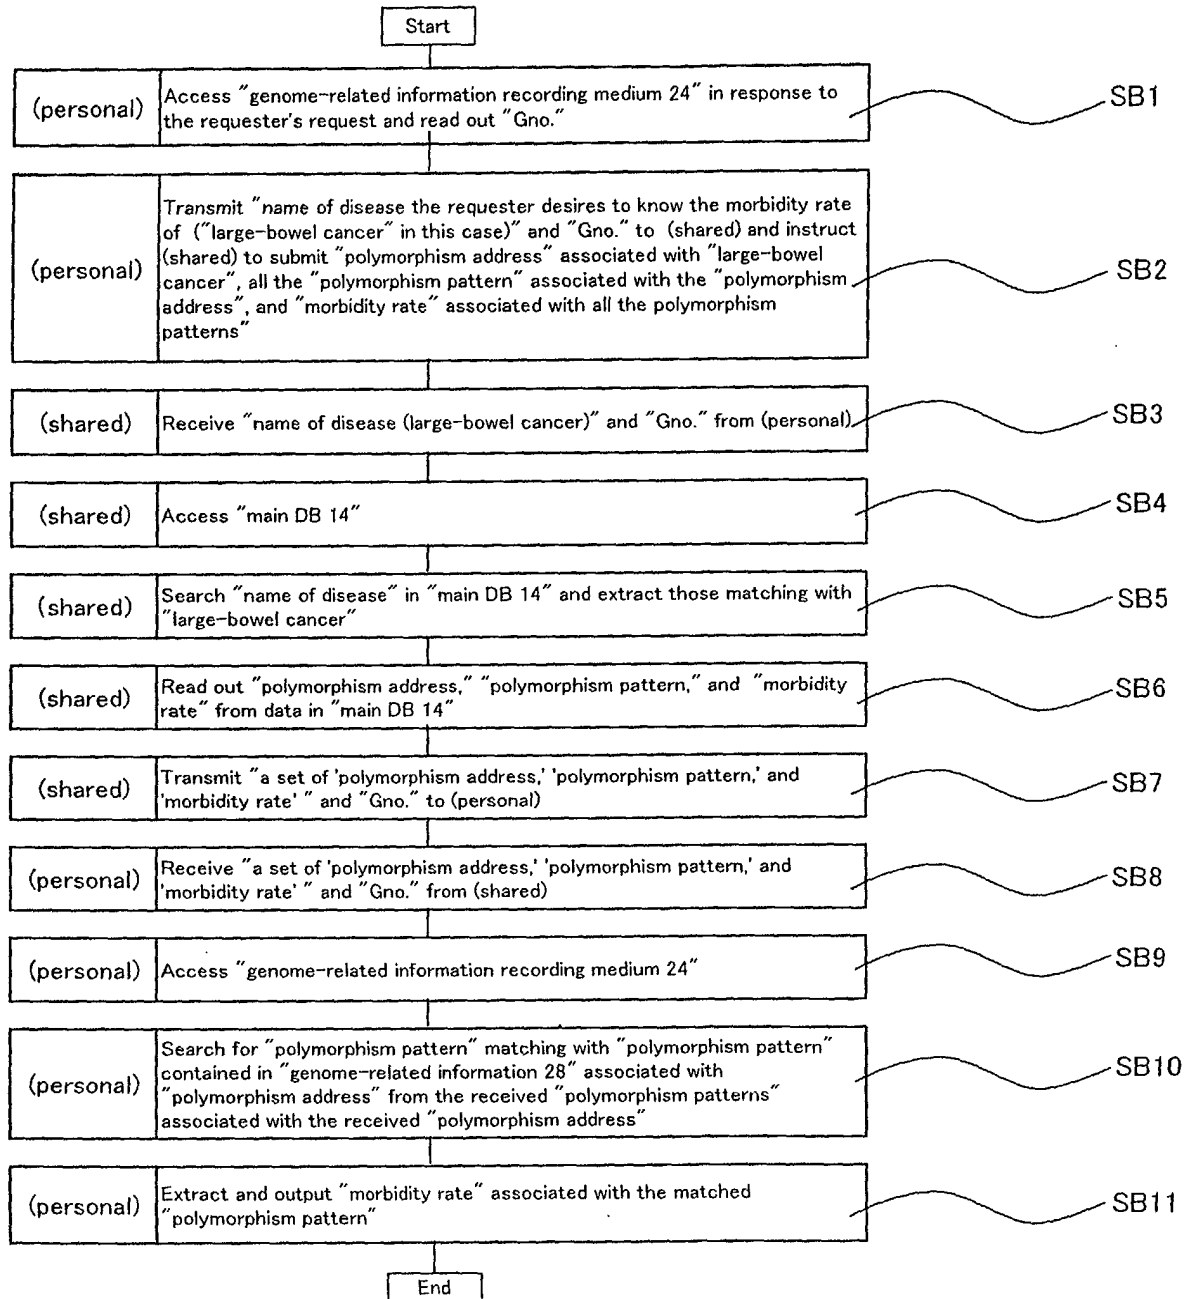 Start
(personal)
Access "genome-related information recording medium 24" in response to
the requester's request and read out "Gno."
SB1
(personal)
Transmit "name of disease the requester desires to know the morbidity rate
of ("large-bowel cancer" in this case)" and "Gno." to (shared) and instruct
(shared) to submit "polymorphism address" associated with "large-bowel
cancer", all the "polymorphism pattern" associated with the "polymorphism
address", and "morbidity rate" associated with all the polymorphism
patterns"
SB2
(shared)
Receive "name of disease (large-bowel cancer)" and "Gno." from (personal)
SB3
(shared)
Access "main DB 14"
SB4
(shared)
Search "name of disease" in "main DB 14" and extract those matching with
"large-bowel cancer"
SB5
(shared)
Read out "polymorphism address," "polymorphism pattern," and "morbidity
rate" from data in "main DB 14"
SB6
(shared)
Transmit "a set of 'polymorphism address,' 'polymorphism pattern,' and
'morbidity rate' " and "Gno." to (personal)
SB7
(personal)
Receive "a set of 'polymorphism address,' 'polymorphism pattern,' and
'morbidity rate' " and "Gno." from (shared)
SB8
(personal)
Access "genome-related information recording medium 24"
SB9
(personal)
Search for "polymorphism pattern" matching with "polymorphism pattern"
contained in "genome-related information 28" associated with
"polymorphism address" from the received "polymorphism patterns"
associated with the received "polymorphism address"
SB10
(personal)
Extract and output "morbidity rate" associated with the matched
"polymorphism pattern"
SB11
End